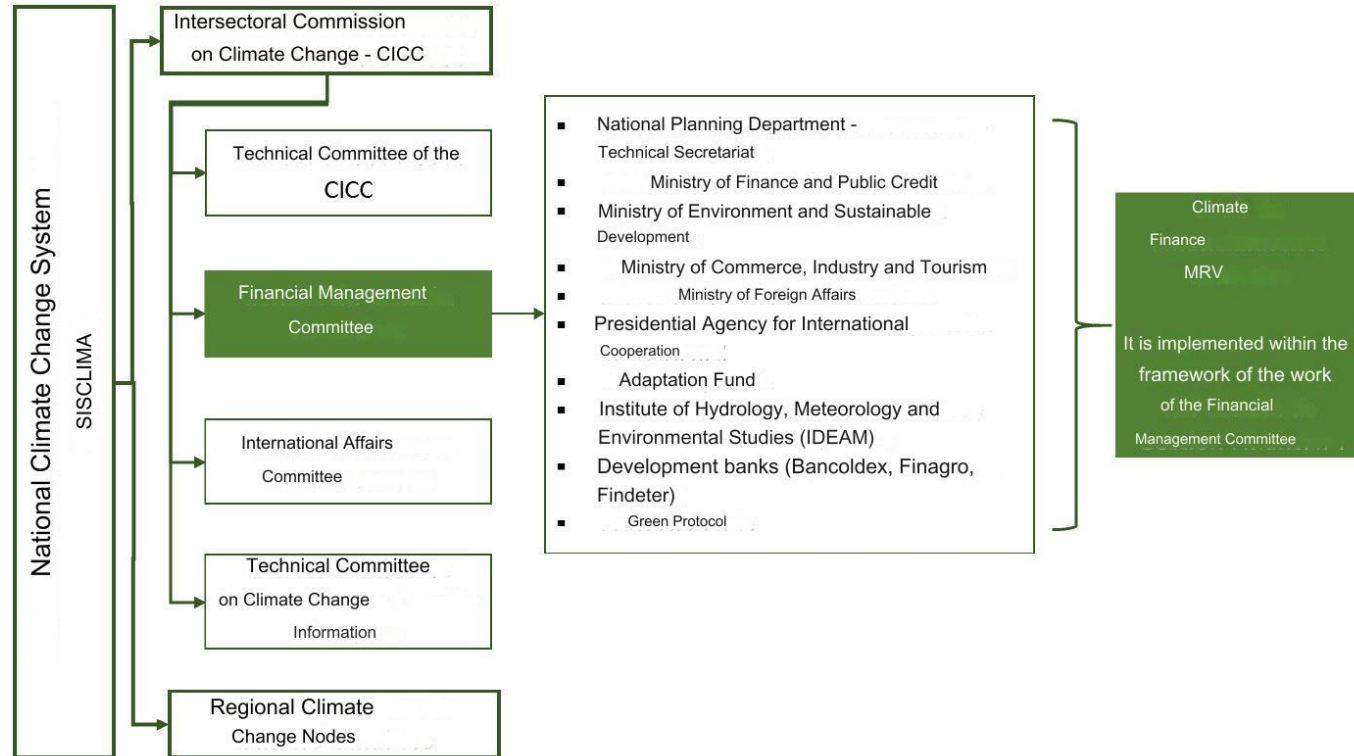 National Climate Change System
SISCLIMA
Intersectoral Commission
on Climate Change - CICC
Technical Committee of the
CICC
Financial Management
Committee
International Affairs
Committee
Technical Committee
on Climate Change
Information
Regional Climate
Change Nodes
▪ National Planning Department -
Technical Secretariat
▪ Ministry of Finance and Public Credit
▪ Ministry of Environment and Sustainable
Development
▪ Ministry of Commerce, Industry and Tourism
▪ Ministry of Foreign Affairs
▪ Presidential Agency for International
Cooperation
▪ Adaptation Fund
▪ Institute of Hydrology, Meteorology and
Environmental Studies (IDEAM)
▪ Development banks (Bancoldex, Finagro,
Findeter)
▪ Green Protocol
Climate
Finance
MRV
It is implemented within the
framework of the work
of the Financial
Management Committee